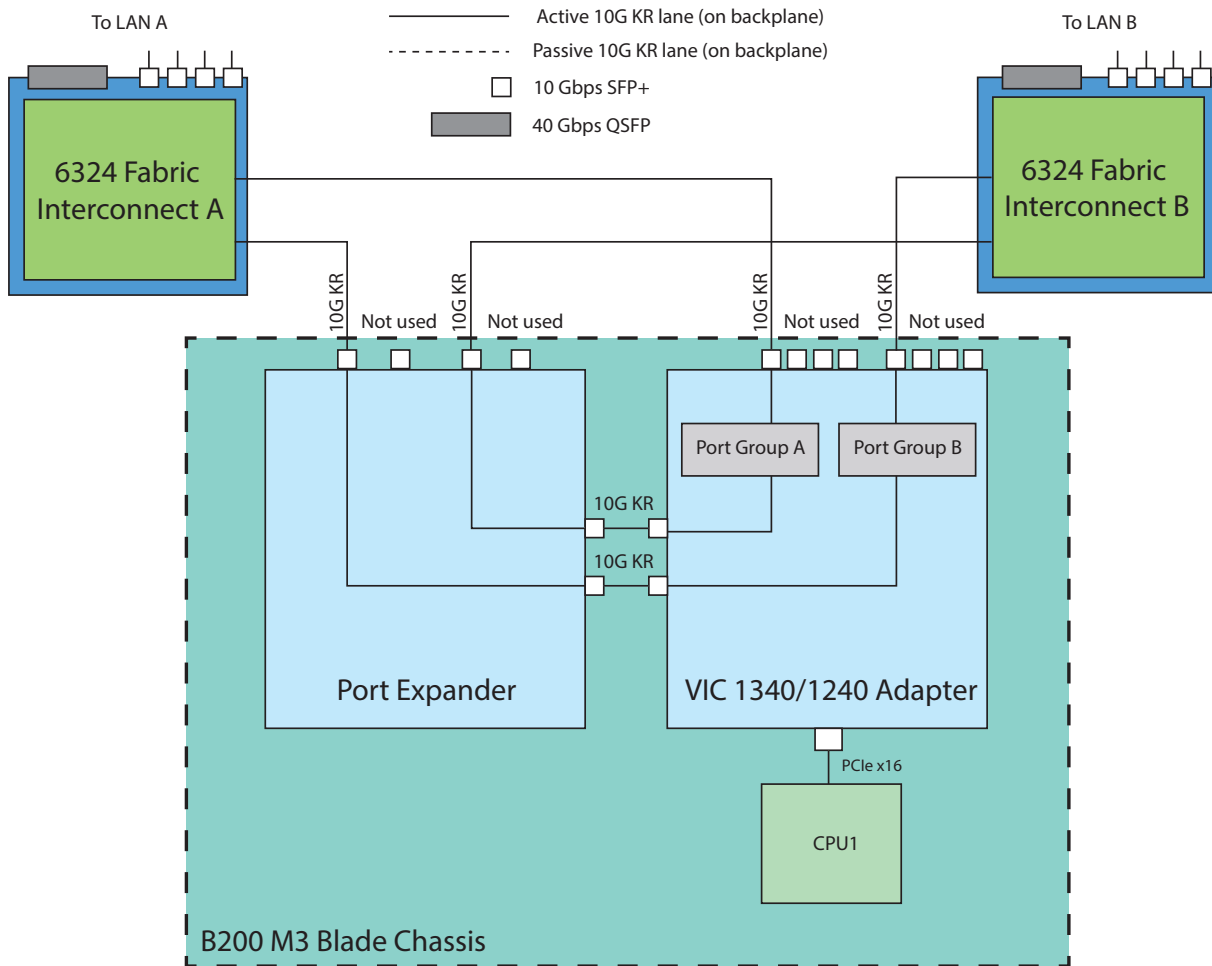 To LAN A
Active 10G KR lane (on backplane)
To LAN B
Passive 10G KR lane (on backplane)
10 Gbps SFP+
40 Gbps QSFP
6324 Fabric
Interconnect A
6324 Fabric
Interconnect B
10G KR
Not used
10G KR
Not used
10G KR
Not used
10G KR
Not used
Port Group A
Port Group B
10G KR
10G KR
Port Expander
VIC 1340/1240 Adapter
PCIe x16
CPU1
B200 M3 Blade Chassis